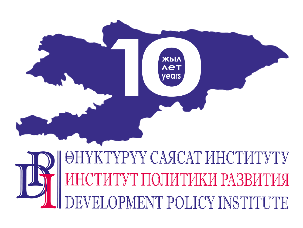 10
жыл
лет
years
DPI
ӨНҮКТҮРҮҮ САЯСАТ ИНСТИТУТУ
ИНСТИТУТ ПОЛИТИКИ РАЗВИТИЯ
DEVELOPMENT POLICY INSTITUTE